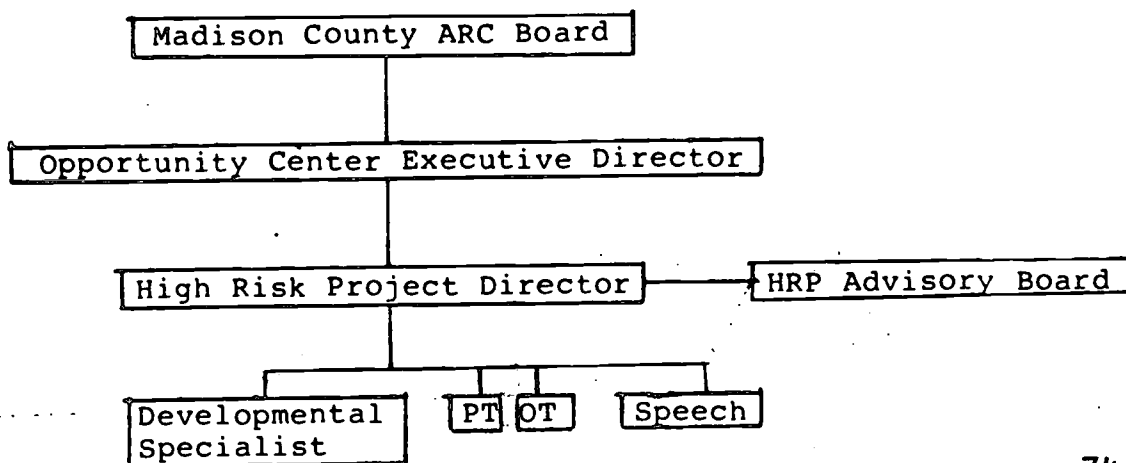 Madison County ARC Board
Opportunity Center Executive Director
High Risk Project Director
HRP Advisory Board
Developmental
Specialist
PT
OT
Speech